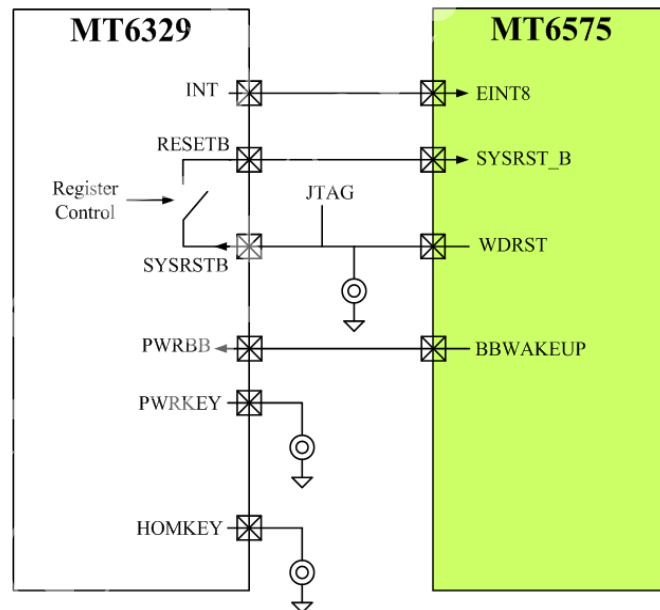 MT6329
MT6575
INT
EINT8
RESETB
SYSRST_B
Register
Control
JTAG
SYSRSTB
WDRST
PWRBB
BBWAKEUP
PWRKEY
HOMKEY